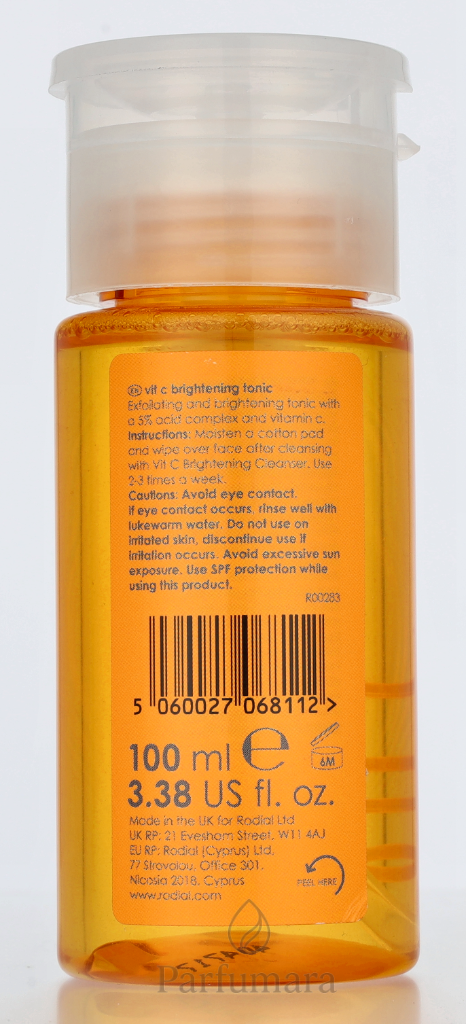 EN vit c brightening tonic
Exfoliating and brightening tonic with
a 5% acid complex and vitamin c.
Instructions: Moisten a cotton pad
and wipe over face after cleansing
with Vit C Brightening Cleanser. Use
2-3 times a week.
Cautions: Avoid eye contact.
If eye contact occurs, rinse well with
lukewarm water. Do not use on
irritated skin, discontinue use if
irritation occurs. Avoid excessive sun
exposure. Use SPF protection while
using this product.
R00283
5 060027 068112 >
100 ml e
6M
3.38 US fl. oz.
Made in the UK for Rodial Ltd
UK RP: 21 Evesham Street, W11 4AJ
EU RP: Rodial (Cyprus) Ltd,
77 Strovolou, Office 301,
Nicosia 2018, Cyprus
PEEL HERE
www.rodial.com
Parfumara